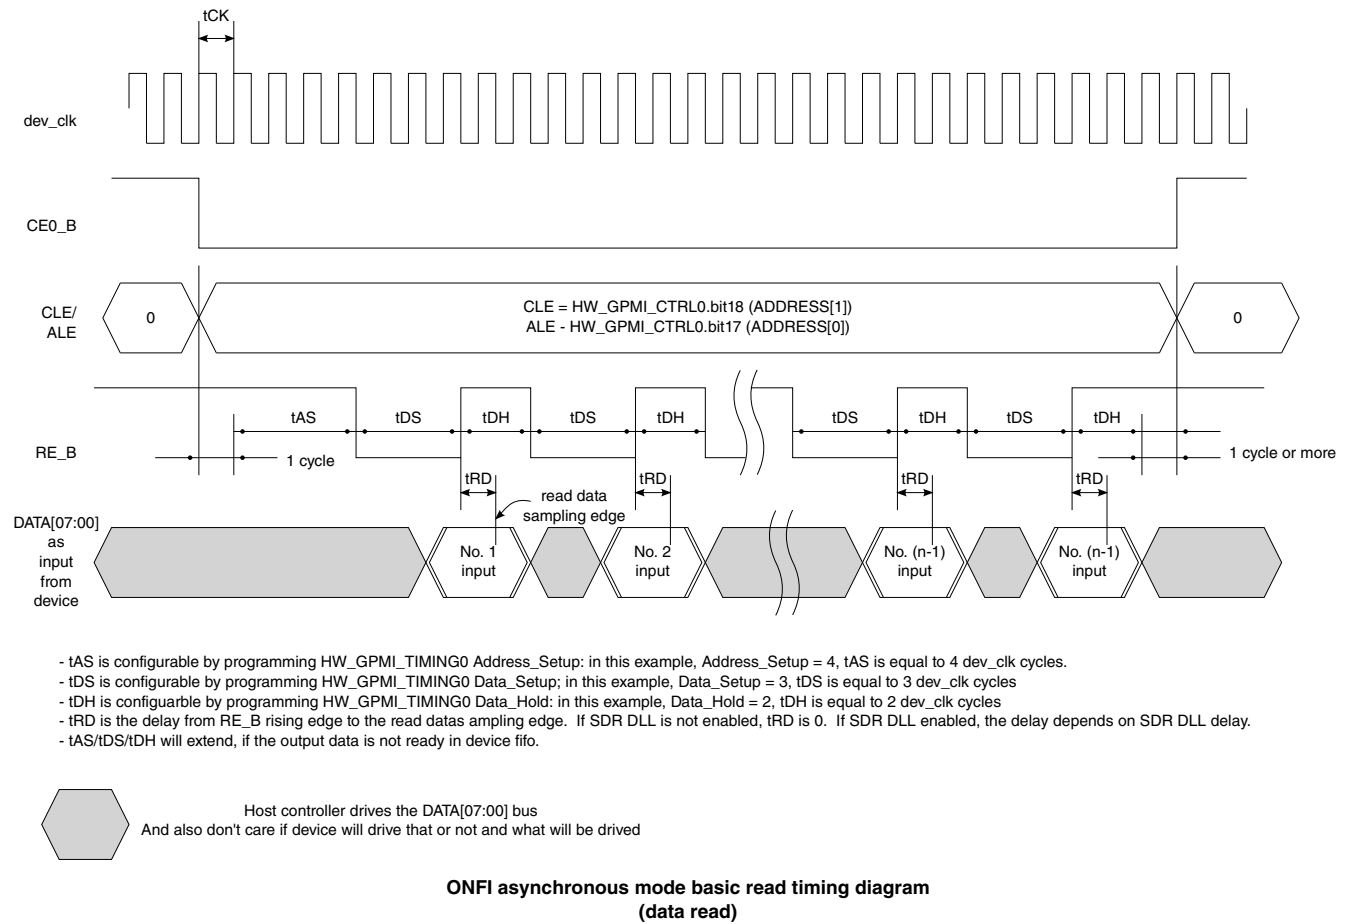 tCK
dev_clk
CE0_B
CLE/
ALE
0
CLE = HW_GPMI_CTRL0.bit18 (ADDRESS[1])
ALE - HW_GPMI_CTRL0.bit17 (ADDRESS[0])
0
RE_B
tAS
tDS
tDH
tDS
tDH
tDS
tDH
tDS
tDH
1 cycle
1 cycle or more
tRD
tRD
tRD
tRD
read data
sampling edge
DATA[07:00]
as
input
from
device
No. 1
input
No. 2
input
No. (n-1)
input
No. (n-1)
input
- tAS is configurable by programming HW_GPMI_TIMING0 Address_Setup: in this example, Address_Setup = 4, tAS is equal to 4 dev_clk cycles.
- tDS is configurable by programming HW_GPMI_TIMING0 Data_Setup; in this example, Data_Setup = 3, tDS is equal to 3 dev_clk cycles
- tDH is configuarble by programming HW_GPMI_TIMING0 Data_Hold: in this example, Data_Hold = 2, tDH is equal to 2 dev_clk cycles
- tRD is the delay from RE_B rising edge to the read datas ampling edge. If SDR DLL is not enabled, tRD is 0. If SDR DLL enabled, the delay depends on SDR DLL delay.
- tAS/tDS/tDH will extend, if the output data is not ready in device fifo.
Host controller drives the DATA[07:00] bus
And also don't care if device will drive that or not and what will be drived
ONFI asynchronous mode basic read timing diagram
(data read)